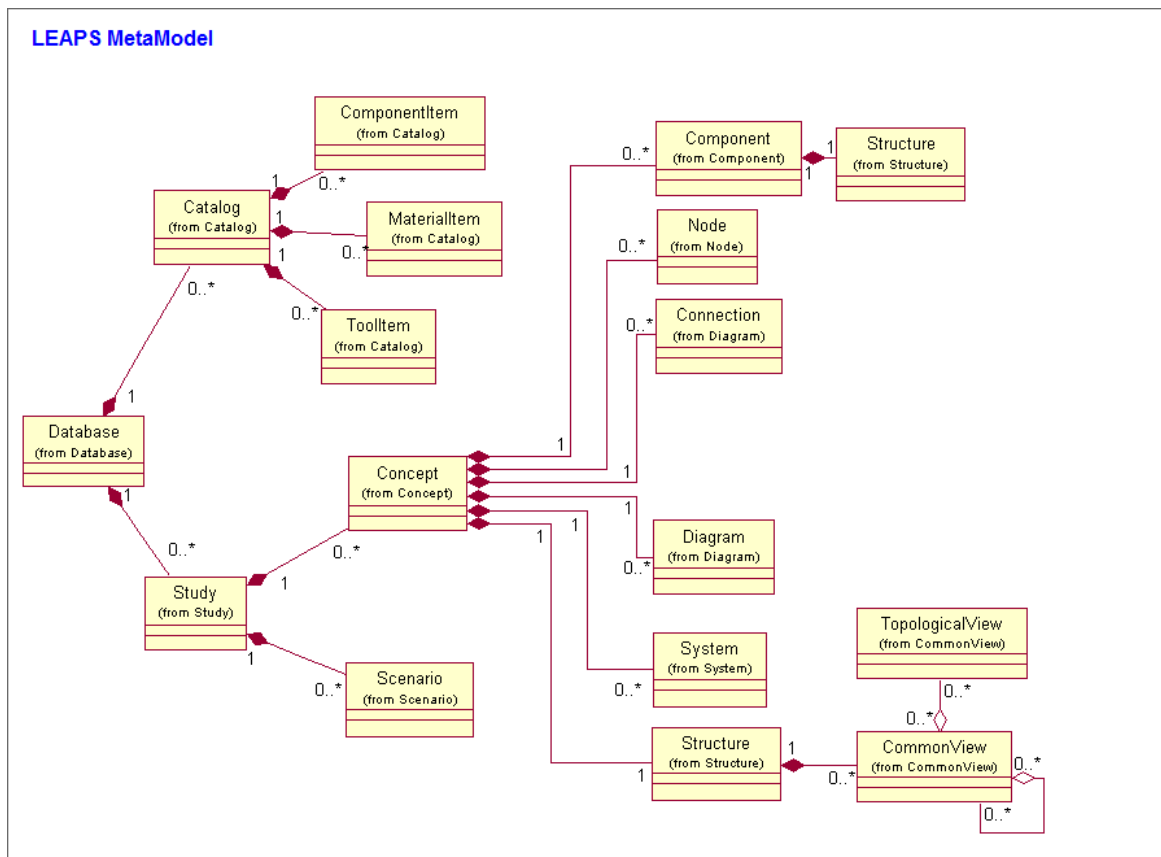 LEAPS MetaModel
ComponentItem
(from Catalog)
1
0..*
Catalog
(from Catalog)
1
MaterialItem
(from Catalog)
0..*
1
0..*
0..*
ToolItem
(from Catalog)
Component
(from Component)
0..*
1
1
Structure
(from Structure)
Node
(from Node)
0..*
Connection
(from Diagram)
0..*
1
Database
(from Database)
1
0..*
Concept
(from Concept)
1
1
1
1
1
0..*
Diagram
(from Diagram)
0..*
Study
(from Study)
1
1
0..*
Scenario
(from Scenario)
System
(from System)
0..*
TopologicalView
(from CommonView)
0..*
0..*
Structure
(from Structure)
1
1
0..*
CommonView
(from CommonView)
0..*
0..*